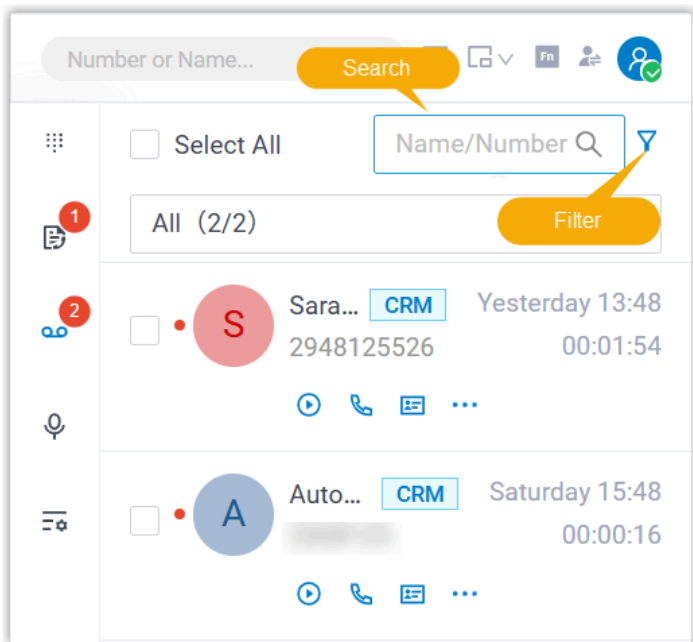 Number or Name...
Search
Fn
Select All
Name/Number
1
All（2/2）
Filter
2
S
Sara...
CRM
Yesterday 13:48
2948125526
00:01:54
A
Auto...
CRM
Saturday 15:48
00:00:16